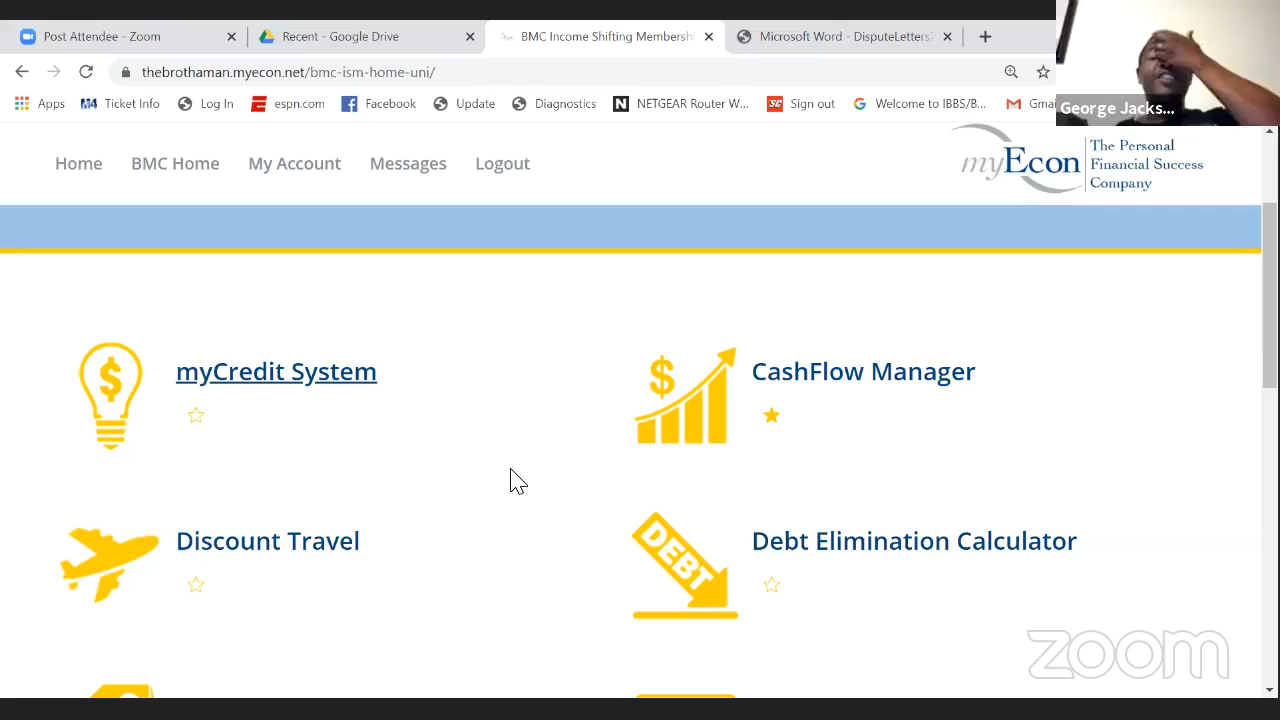 Post Attendee - Zoom
Recent - Google Drive
BMC Income Shifting Membersh
Microsoft Word - DisputeLetters
thebrothaman.myecon.net/bmc-ism-home-uni/
Apps
M4 Ticket Info
Log In
E espn.com
f Facebook
Update
Diagnostics
N NETGEAR Router W...
SC Sign out
G Welcome to IBBS/B...
M Gmai
George Jacks...
Home
BMC Home
My Account
Messages
Logout
myEcon
The Personal
Financial Success
Company
$
myCredit System
$
CashFlow Manager
Discount Travel
DEBT
Debt Elimination Calculator
zoom